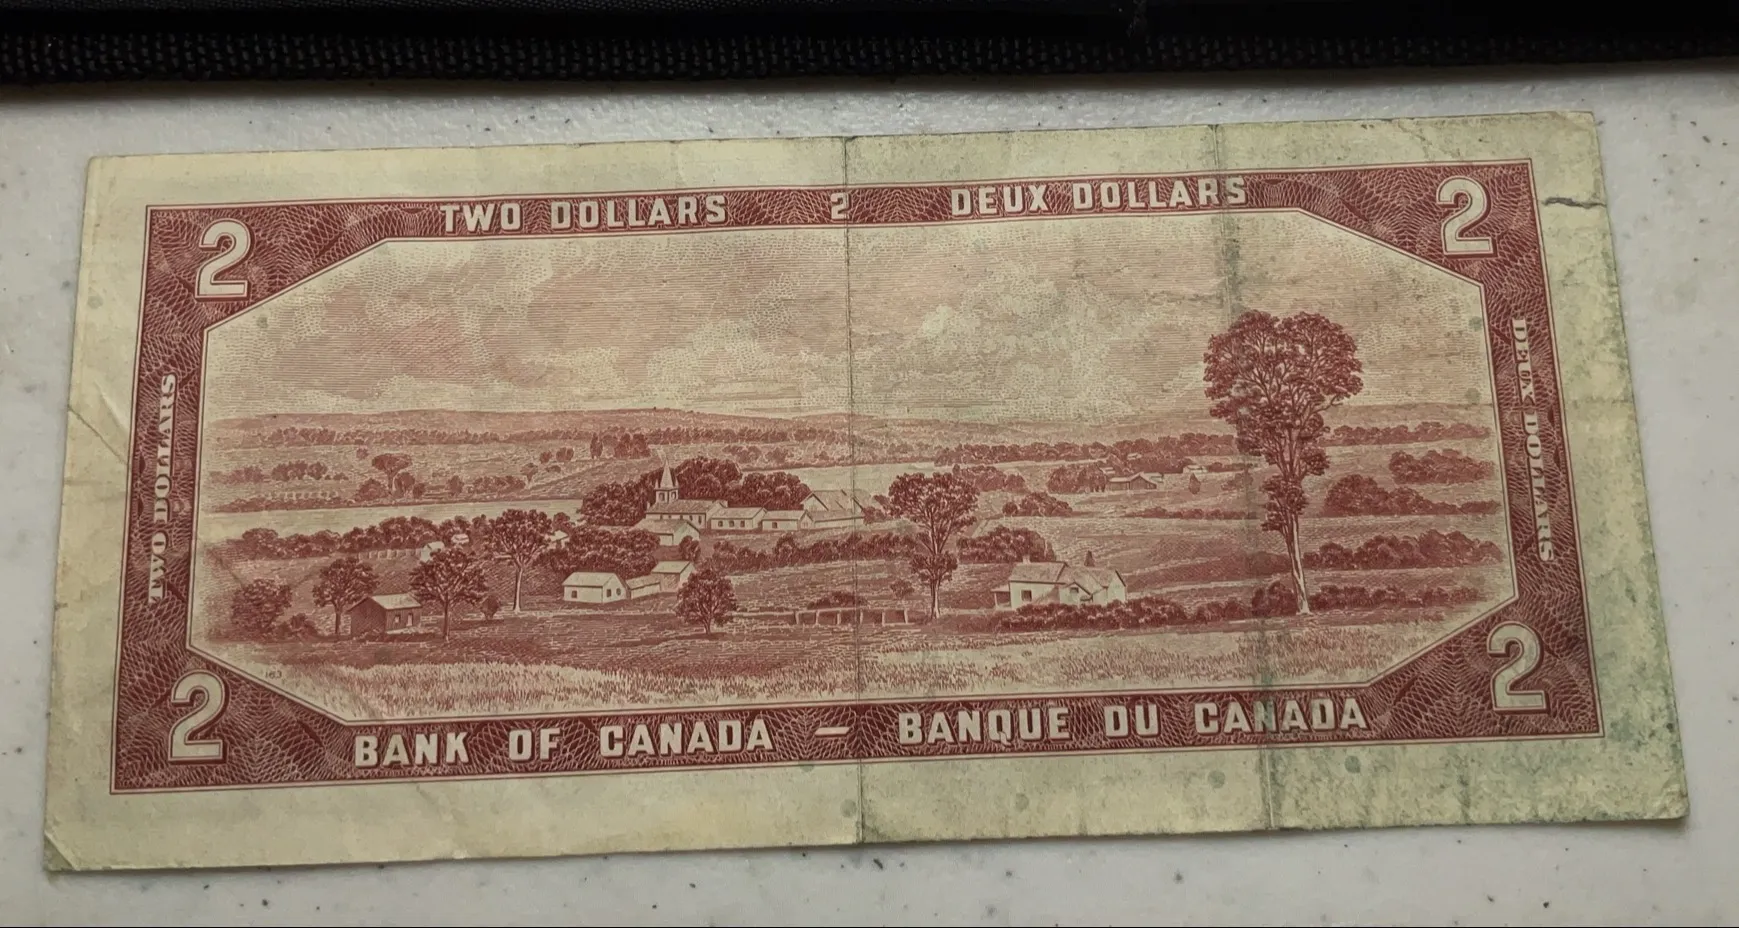 TWO DOLLARS 2 DEUX DOLLARS
2 2
TWO DOLLARS
DEUX DOLLARS
163
2 2
BANK OF CANADA — BANQUE DU CANADA